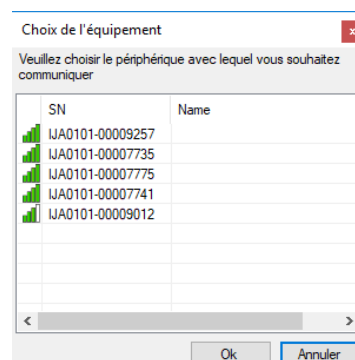 Choix de l'équipement
x
Veuillez choisir le périphérique avec lequel vous souhaitez
communiquer
SN Name
IJA0101-00009257
IJA0101-00007735
IJA0101-00007775
IJA0101-00007741
IJA0101-00009012
Ok Annuler